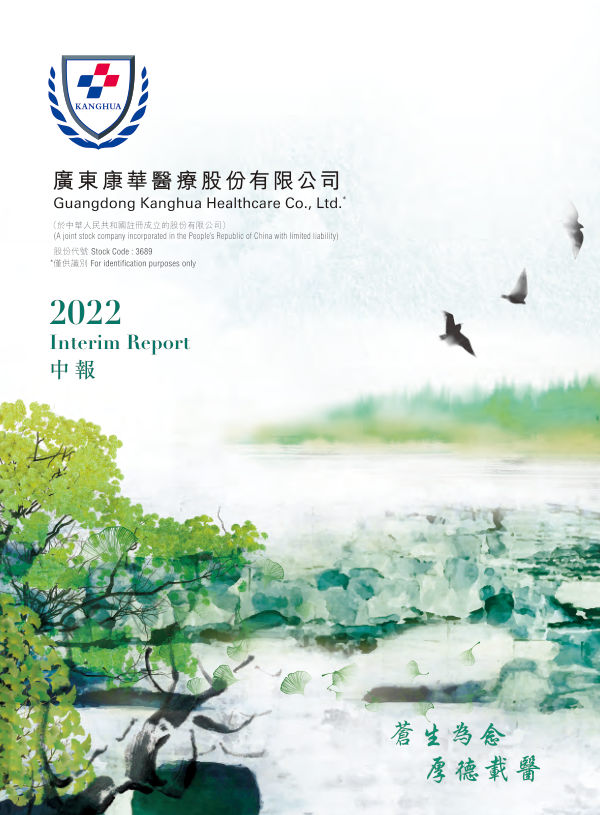 KANGHUA
廣東康華醫療股份有限公司
Guangdong Kanghua Healthcare Co., Ltd.*
(於中華人民共和國註冊成立的股份有限公司)
(A joint stock company incorporated in the People's Republic of China with limited liability)
股份代號 Stock Code : 3689
*僅供識別 For identification purposes only
2022
Interim Report
中報
蒼生為念
厚德載醫